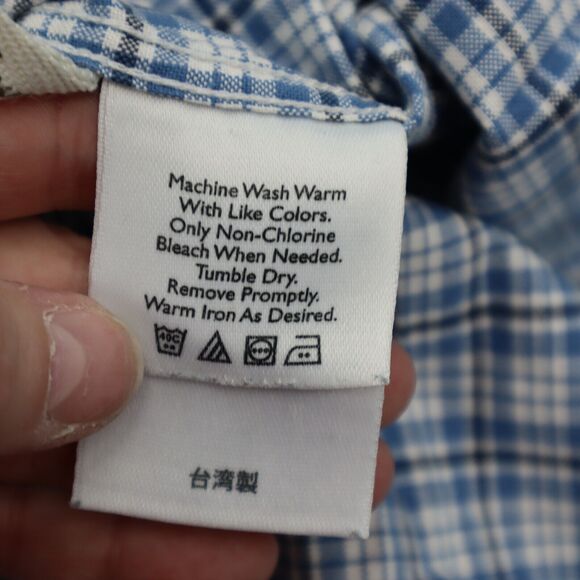 Machine Wash Warm
With Like Colors.
Only Non-Chlorine
Bleach When Needed.
Tumble Dry.
Remove Promptly.
Warm Iron As Desired.
40C
台湾製